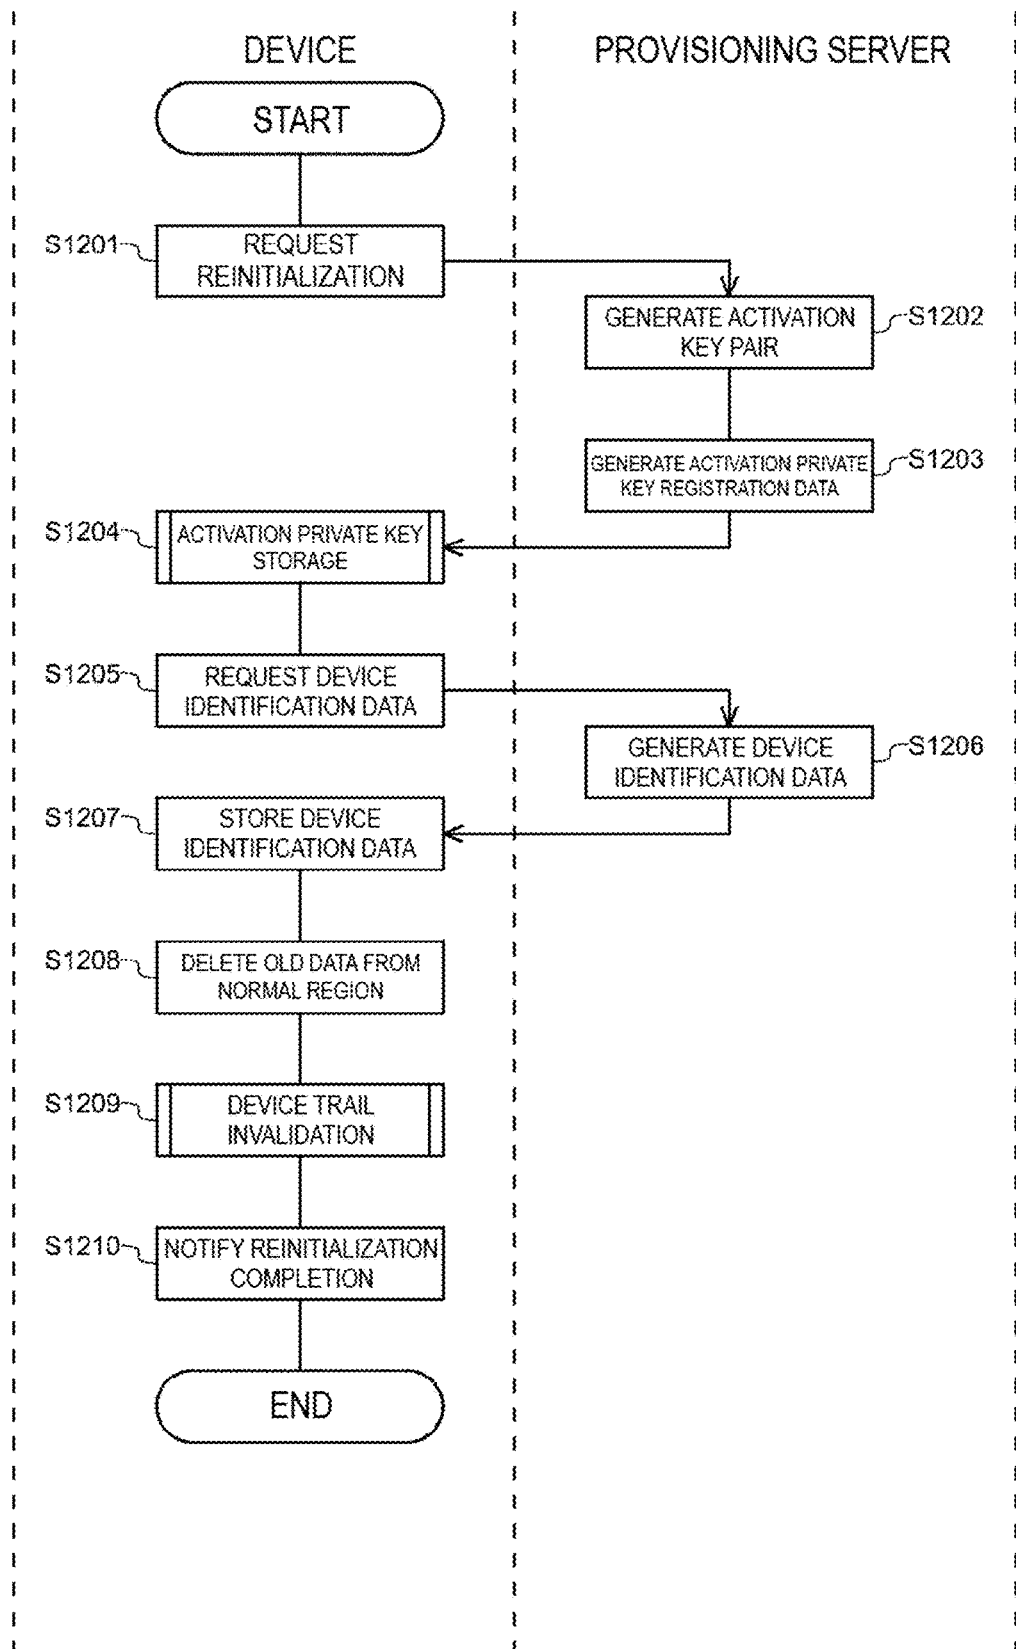 DEVICE
PROVISIONING SERVER
START
S1201
REQUEST
REINITIALIZATION
GENERATE ACTIVATION
KEY PAIR
S1202
GENERATE ACTIVATION PRIVATE
KEY REGISTRATION DATA
S1203
S1204
ACTIVATION PRIVATE KEY
STORAGE
S1205
REQUEST DEVICE
IDENTIFICATION DATA
GENERATE DEVICE
IDENTIFICATION DATA
S1206
S1207
STORE DEVICE
IDENTIFICATION DATA
S1208
DELETE OLD DATA FROM
NORMAL REGION
S1209
DEVICE TRAIL
INVALIDATION
S1210
NOTIFY REINITIALIZATION
COMPLETION
END